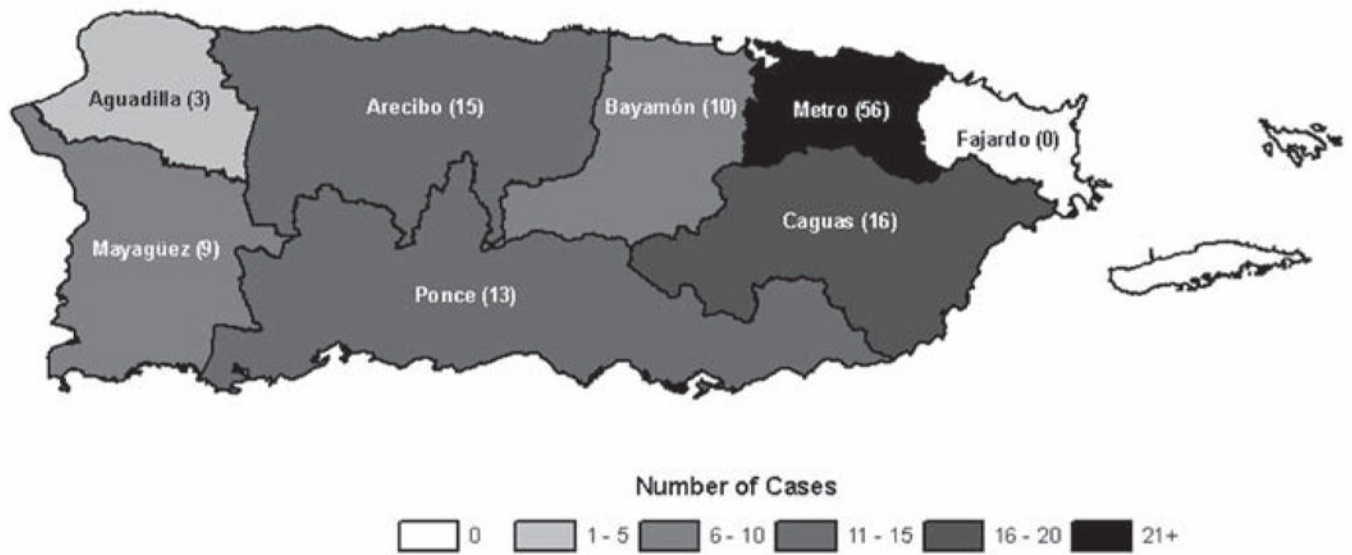 Aguadilla (3)
Arecibo (15)
Bayamón (10)
Metro (56)
Fajardo (0)
Mayagüez (9)
Caguas (16)
Ponce (13)
Number of Cases
0 1 - 5 6 - 10 11 - 15 16 - 20 21+